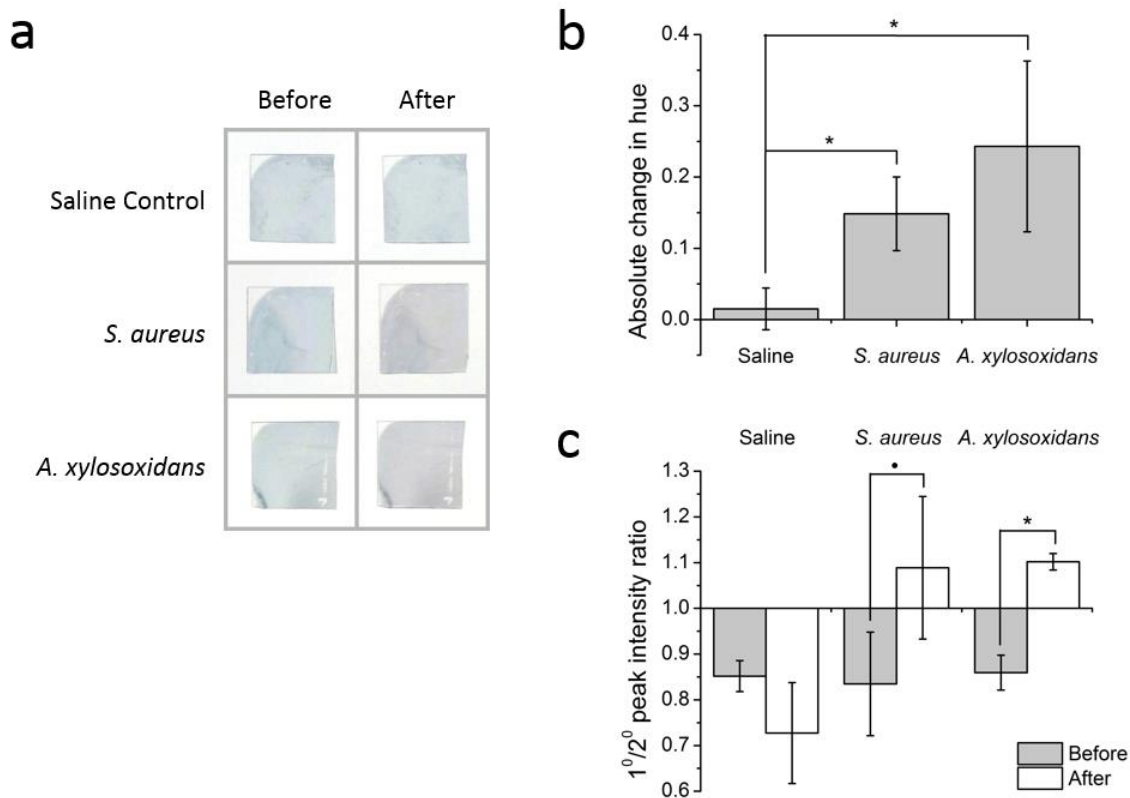 a
Before After
Saline Control
S. aureus
A. xylosoxidans
b
Absolute change in hue
0.4
0.3
0.2
0.1
0.0
* *
Saline S. aureus A. xylosoxidans
c
Saline S. aureus A. xylosoxidans
1⁰/2⁰ peak intensity ratio
1.3
1.2
1.1
1.0
0.9
0.8
0.7
0.6
• *
Before
After